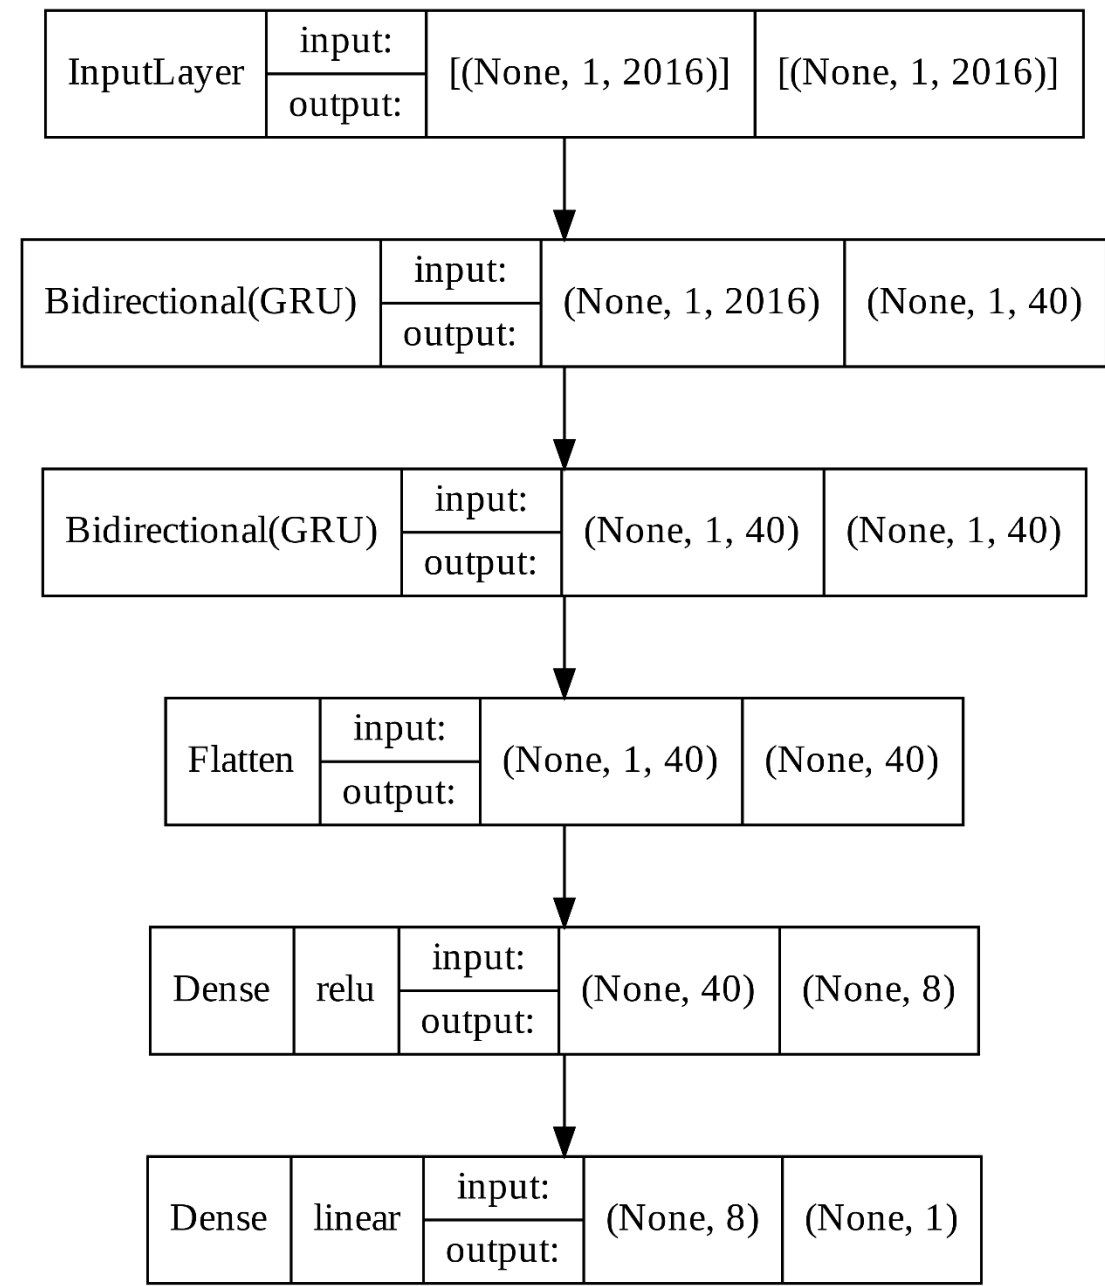 InputLayer input: output: [(None, 1, 2016)] [(None, 1, 2016)]
Bidirectional(GRU) input: output: (None, 1, 2016) (None, 1, 40)
Bidirectional(GRU) input: output: (None, 1, 40) (None, 1, 40)
Flatten input: output: (None, 1, 40) (None, 40)
Dense relu input: output: (None, 40) (None, 8)
Dense linear input: output: (None, 8) (None, 1)